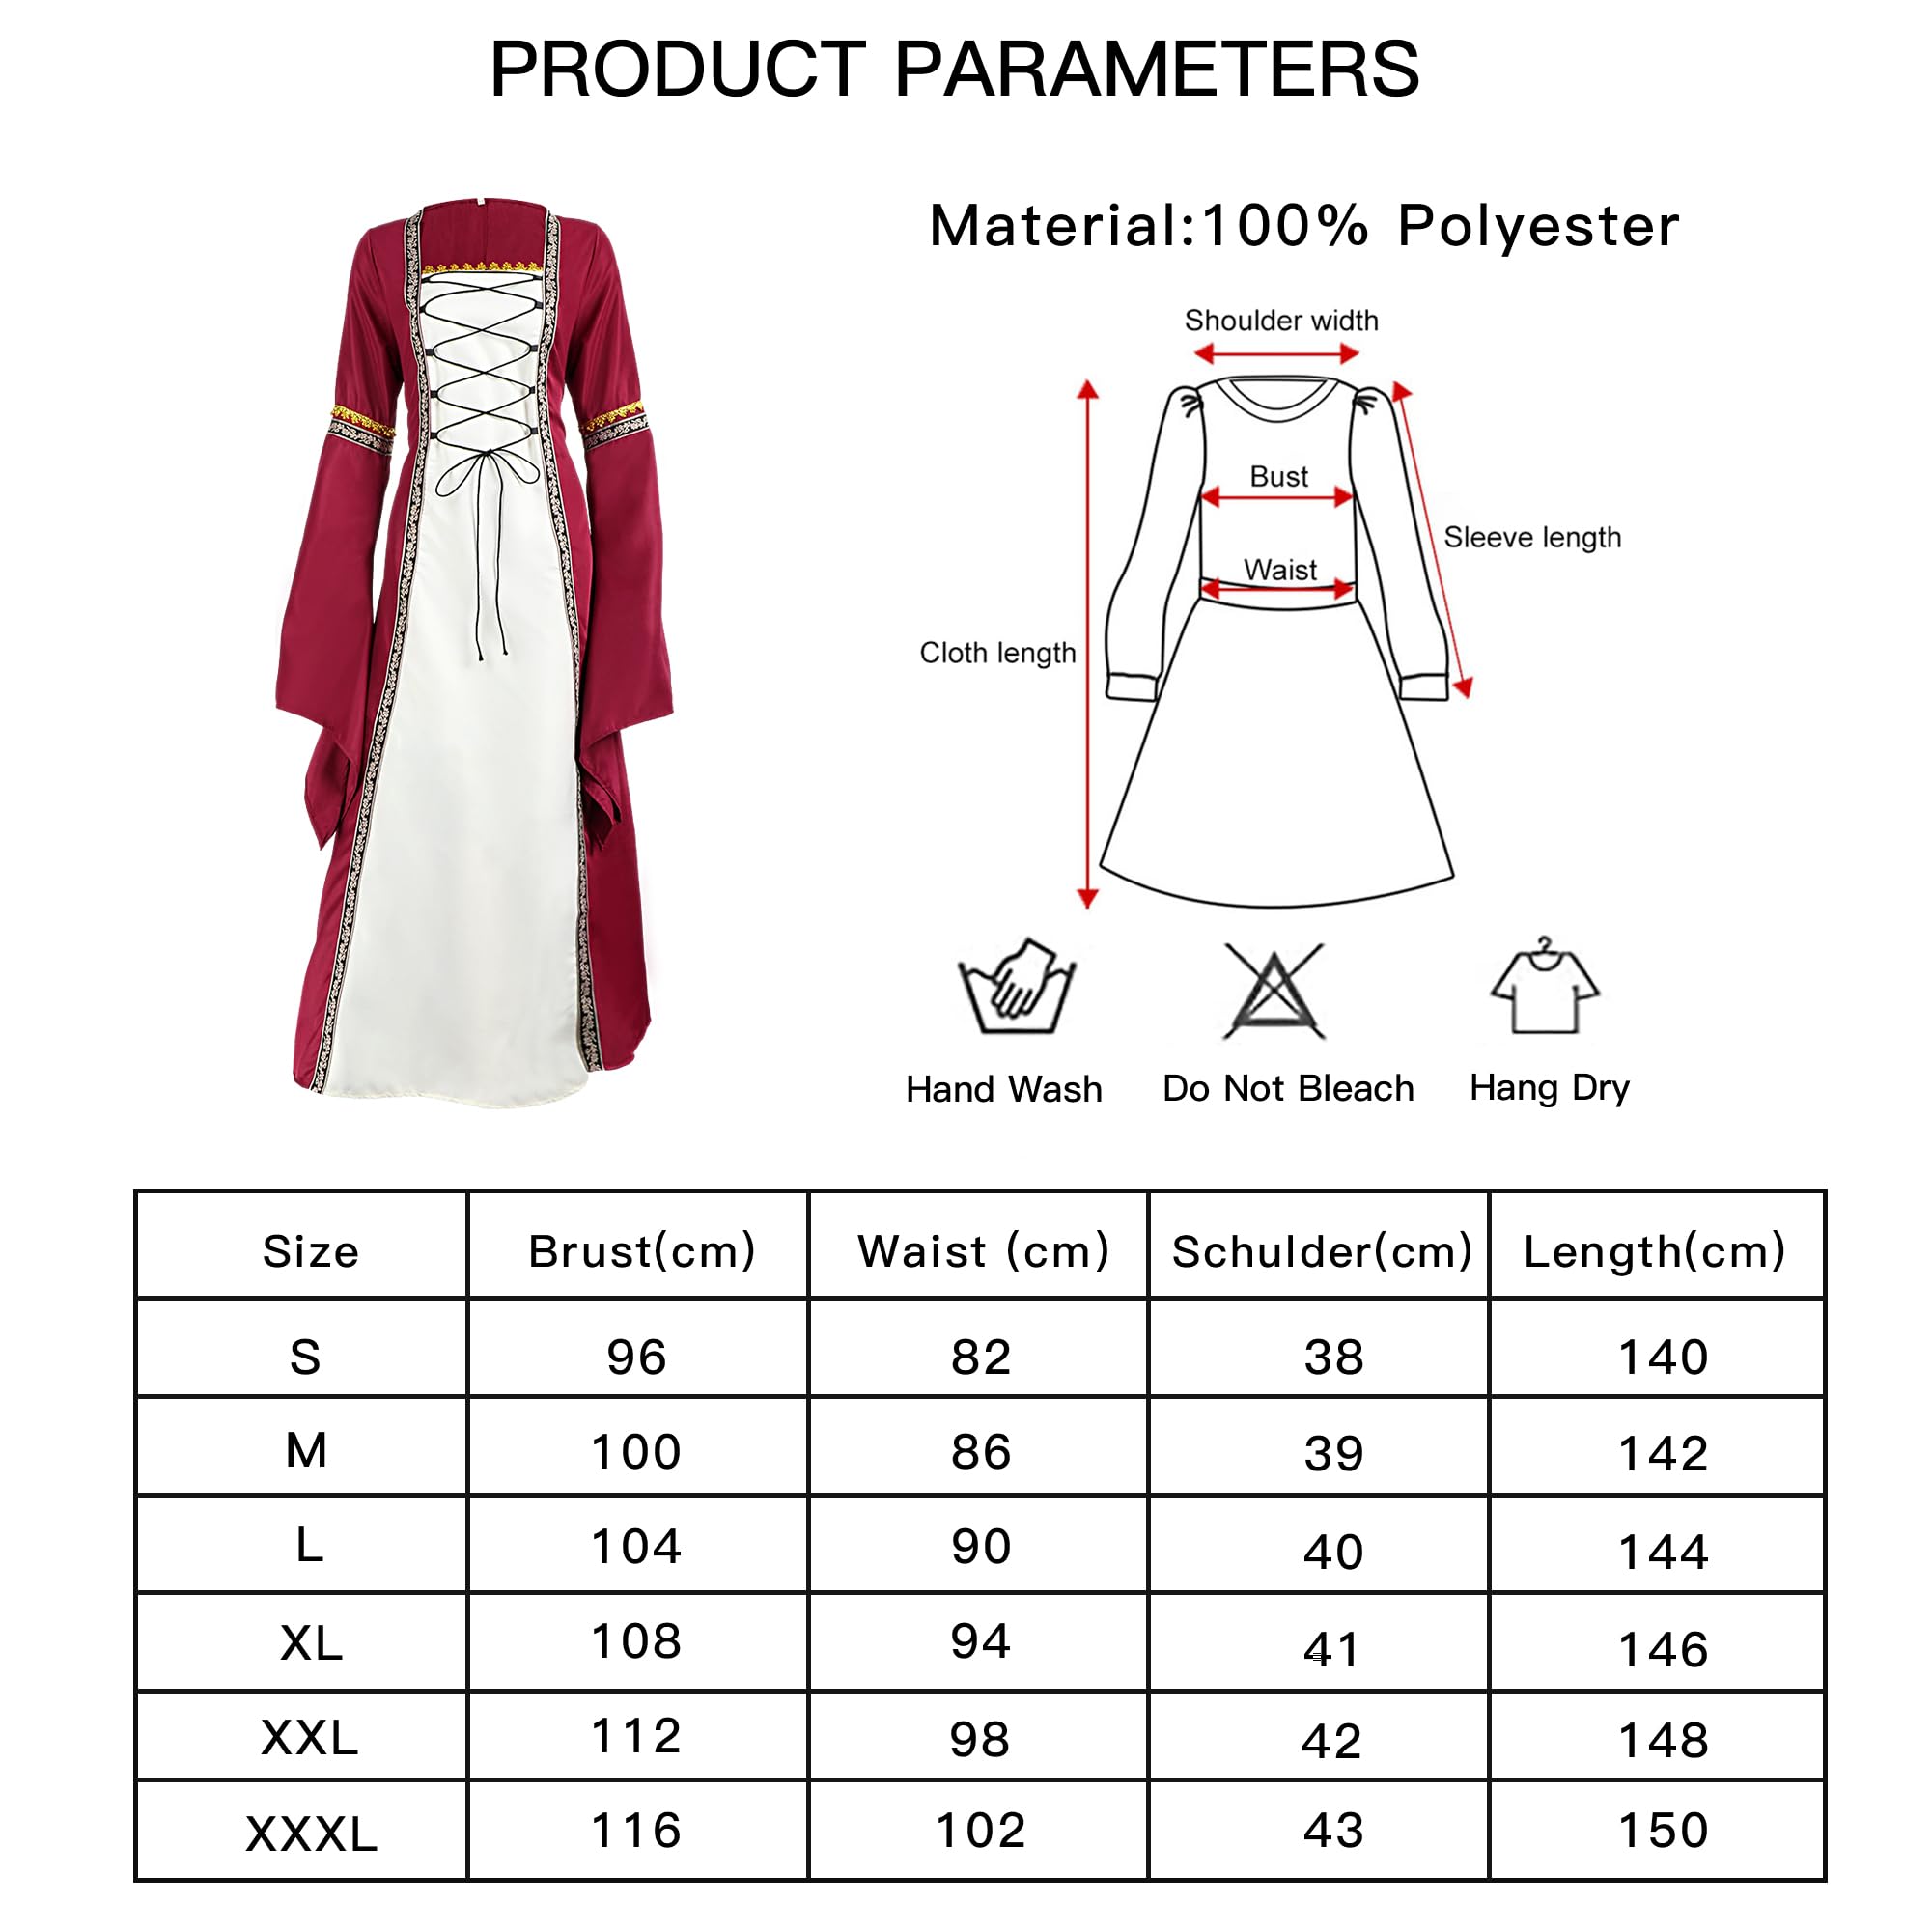 PRODUCT PARAMETERS
Material:100% Polyester
Shoulder width
Bust
Sleeve length
Waist
Cloth length
Hand Wash Do Not Bleach Hang Dry
Size Brust(cm) Waist (cm) Schulder(cm) Length(cm)
S 96 82 38 140
M 100 86 39 142
L 104 90 40 144
XL 108 94 41 146
XXL 112 98 42 148
XXXL 116 102 43 150